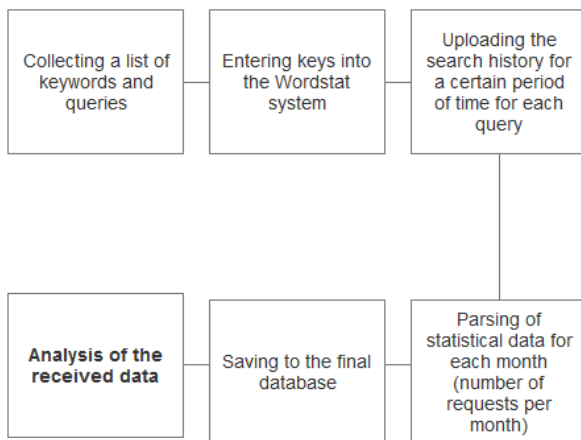 Collecting a list of
keywords and
queries
Entering keys into
the Wordstat
system
Uploading the
search history for
a certain period
of time for each
query
Analysis of the
received data
Saving to the final
database
Parsing of
statistical data for
each month
(number of
requests per
month)